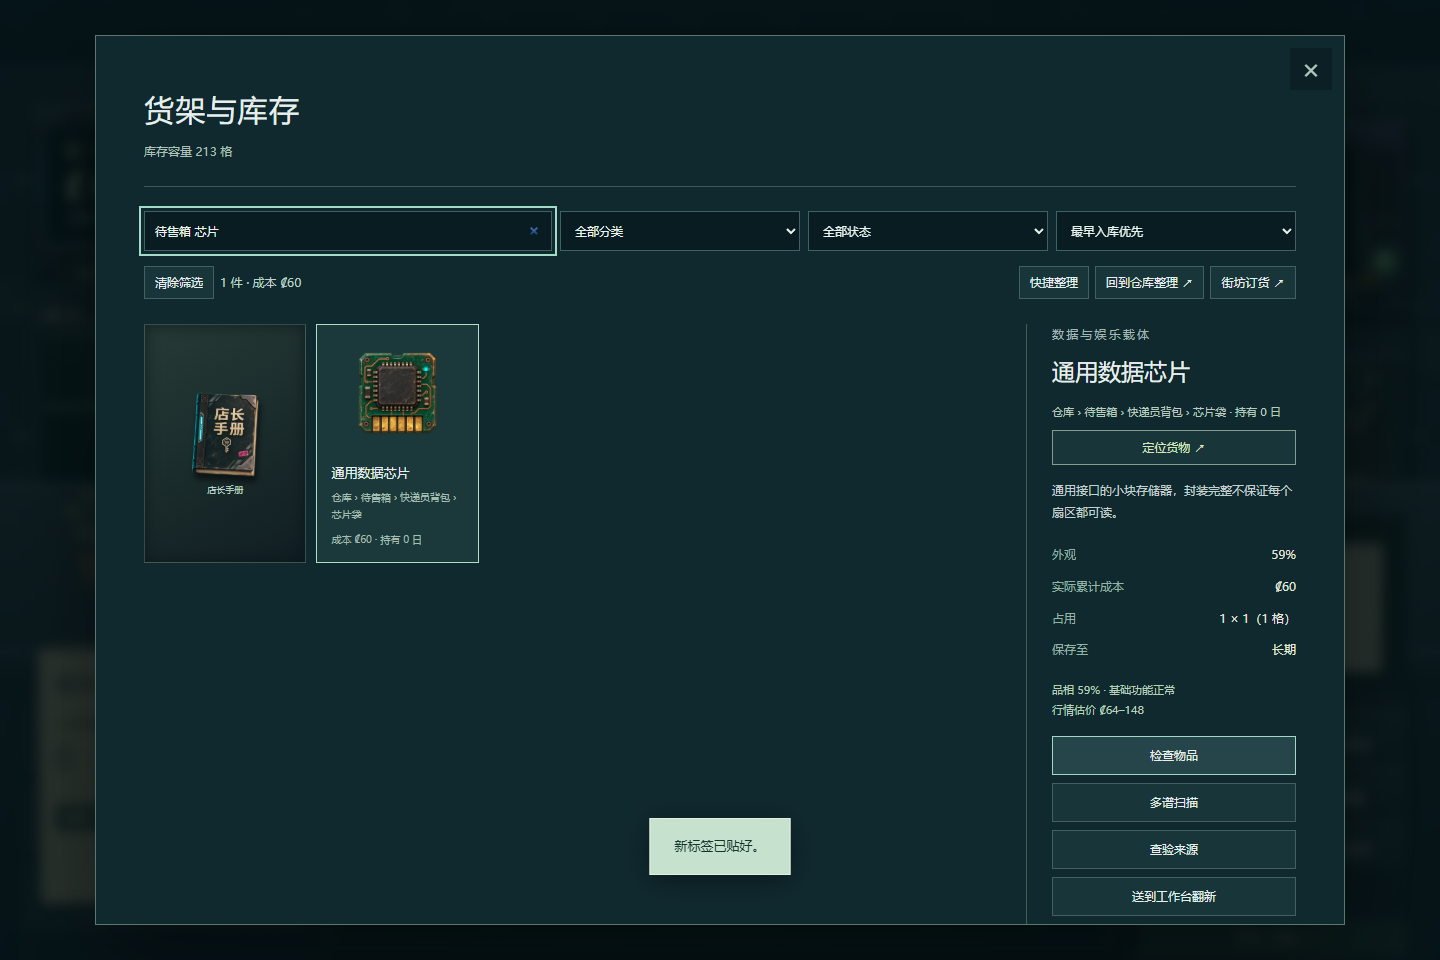 货架与库存
库存容量 213 格
待售箱 芯片
全部分类
全部状态
最早入库优先
清除筛选
1 件 · 成本 ₡60
快捷整理
回到仓库整理 ↗
街坊订货 ↗
店长
手册
店长手册
通用数据芯片
仓库 › 待售箱 › 快递员背包 ›
芯片袋
成本 ₡60 · 持有 0 日
数据与娱乐载体
通用数据芯片
仓库 › 待售箱 › 快递员背包 › 芯片袋 · 持有 0 日
定位货物 ↗
通用接口的小块存储器，封装完整不保证每个
扇区都可读。
外观 59%
实际累计成本 ₡60
占用 1 × 1（1 格）
保存至 长期
品相 59% · 基础功能正常
行情估价 ₡64–148
检查物品
多谱扫描
查验来源
送到工作台翻新
新标签已贴好。